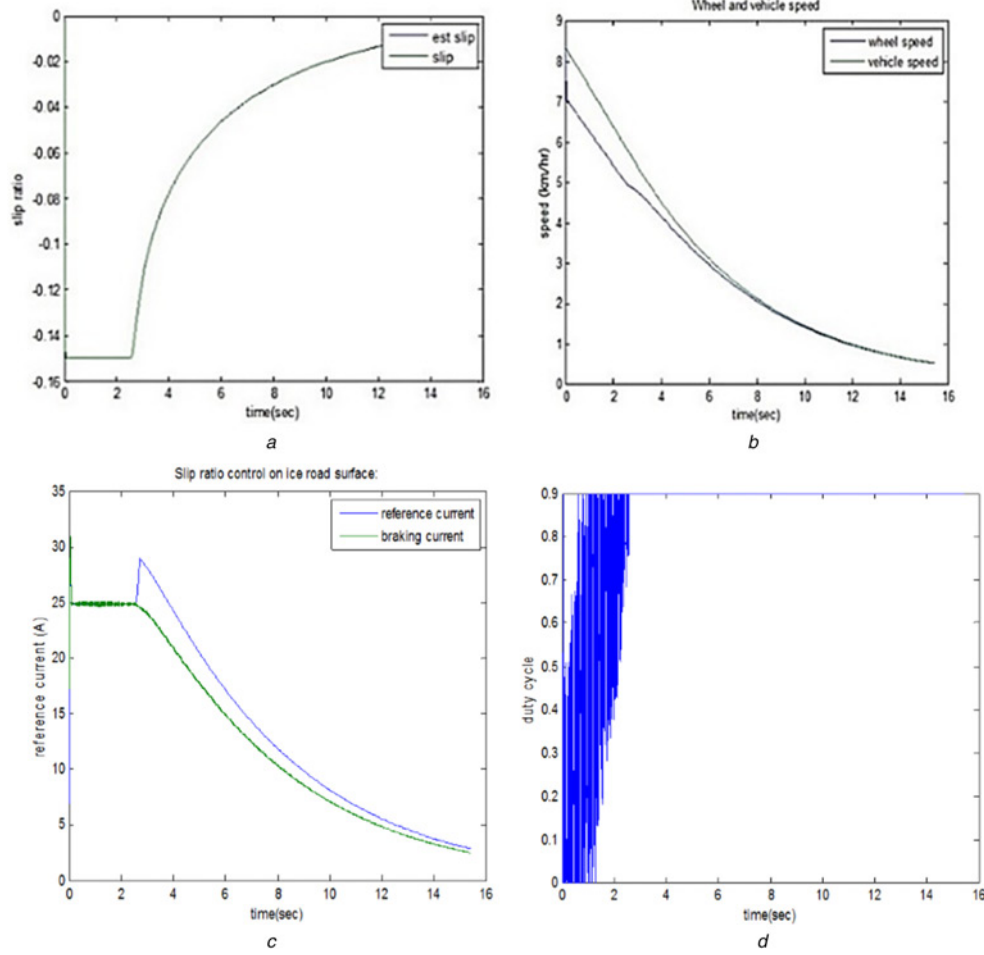 0
-0.02
-0.04
-0.06
-0.08
-0.1
-0.12
-0.14
-0.16
slip ratio
est slip
slip
0 2 4 6 8 10 12 14 16
time(sec)
a
Wheel and vehicle speed
9
8
7
6
5
4
3
2
1
0
speed (km/hr)
wheel speed
vehicle speed
0 2 4 6 8 10 12 14 16
time(sec)
b
Slip ratio control on ice road surface:
35
30
25
20
15
10
5
0
reference current (A)
reference current
braking current
0 2 4 6 8 10 12 14 16
time(sec)
c
0.9
0.8
0.7
0.6
0.5
0.4
0.3
0.2
0.1
0
duty cycle
0 2 4 6 8 10 12 14 16
time(sec)
d